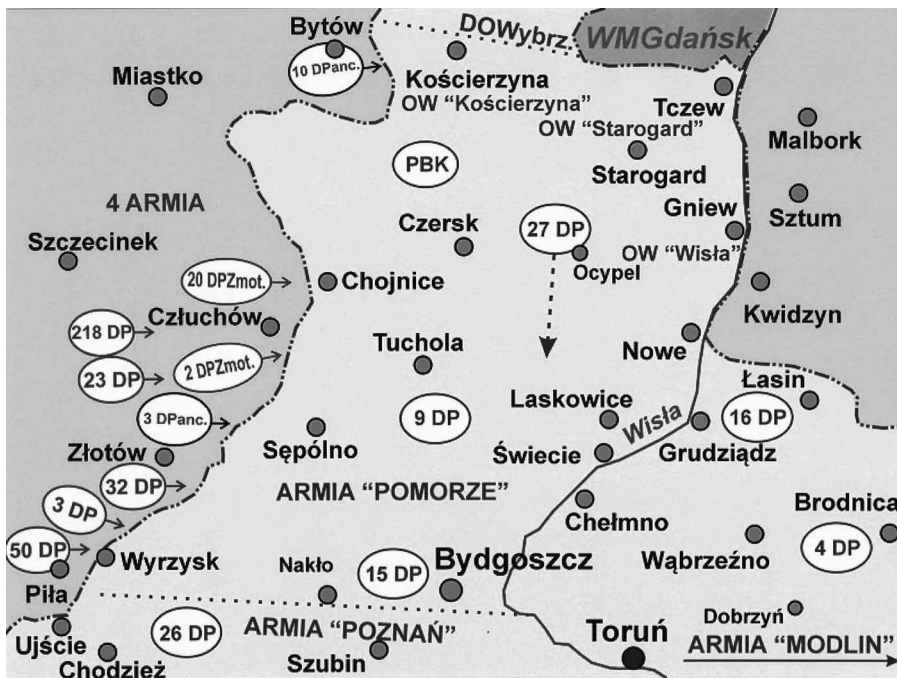 Bytów
DOWybrz.
WMGdańsk
10 DPanc.
Miastko
Kościerzyna
OW "Kościerzyna"
Tczew
OW "Starogard"
Malbork
PBK
Starogard
4 ARMIA
Gniew
Sztum
Szczecinek
Czersk
27 DP
OW "Wisła"
Ocypel
20 DPZmot.
Chojnice
Kwidzyn
218 DP
Człuchów
Nowe
Tuchola
2 DPZmot.
23 DP
Łasin
3 DPanc.
9 DP
Laskowice
Wisła
16 DP
Sępólno
Świecie
Grudziądz
Złotów
32 DP
ARMIA "POMORZE"
3 DP
Chełmno
Brodnica
50 DP
Wyrzysk
Nakło
15 DP
Bydgoszcz
Wąbrzeźno
4 DP
Piła
26 DP
ARMIA "POZNAŃ"
Dobrzyń
Ujście
Toruń
ARMIA "MODLIN"
Chodzież
Szubin